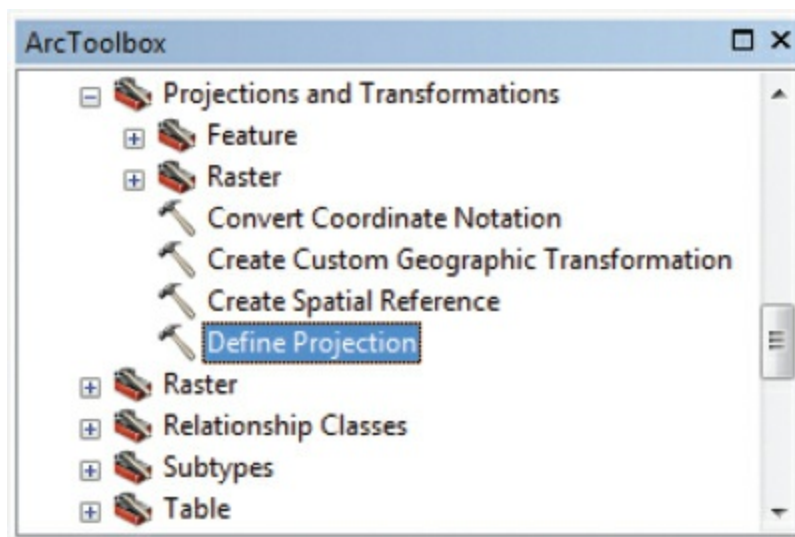 ArcToolbox
Projections and Transformations
Feature
Raster
Convert Coordinate Notation
Create Custom Geographic Transformation
Create Spatial Reference
Define Projection
Raster
Relationship Classes
Subtypes
Table